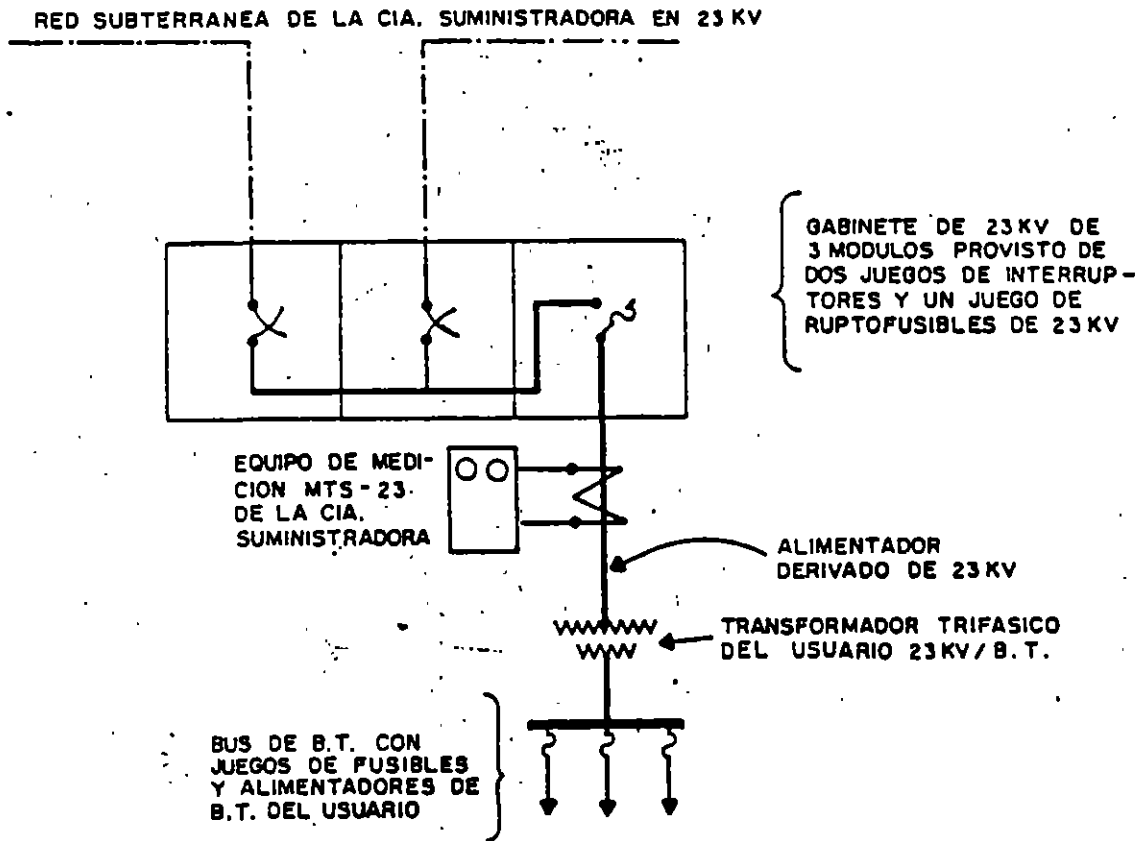 RED SUBTERRANEA DE LA CIA. SUMINISTRADORA EN 23 KV
GABINETE DE 23 KV DE
3 MODULOS PROVISTO DE
DOS JUEGOS DE INTERRUP-
TORES Y UN JUEGO DE
RUPTOFUSIBLES DE 23 KV
EQUIPO DE MEDI-
CION MTS-23.
DE LA CIA.
SUMINISTRADORA
ALIMENTADOR
DERIVADO DE 23 KV
TRANSFORMADOR TRIFASICO
DEL USUARIO 23 KV/B.T.
BUS DE B.T. CON
JUEGOS DE FUSIBLES
Y ALIMENTADORES DE
B.T. DEL USUARIO